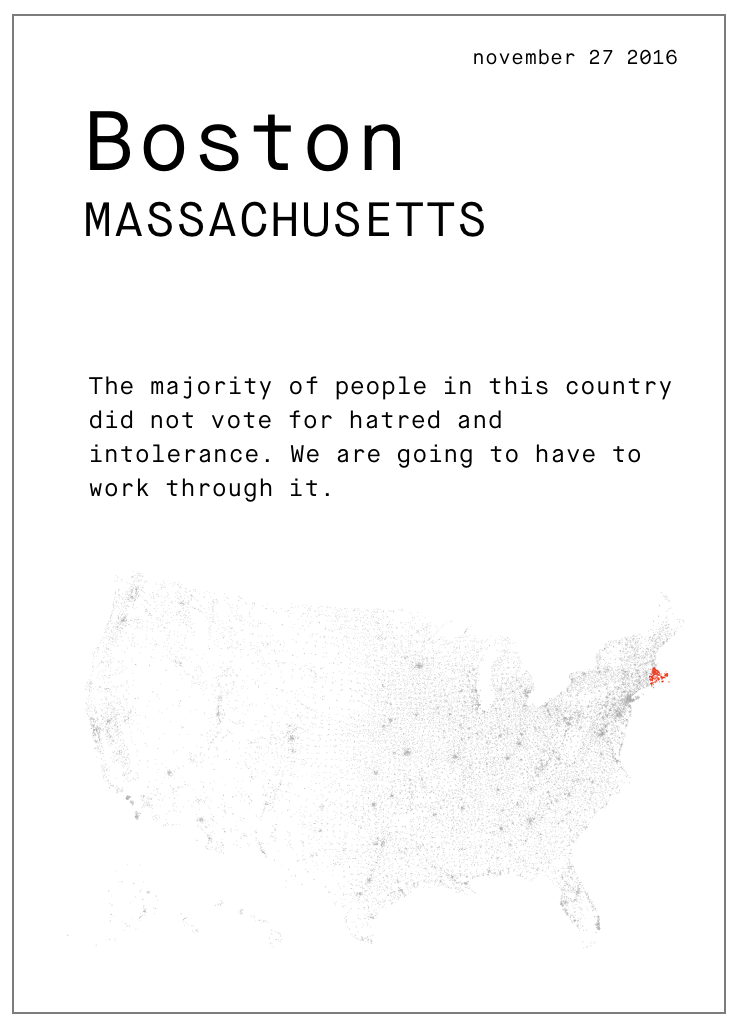 november 27 2016
Boston
MASSACHUSETTS
The majority of people in this country
did not vote for hatred and
intolerance. We are going to have to
work through it.